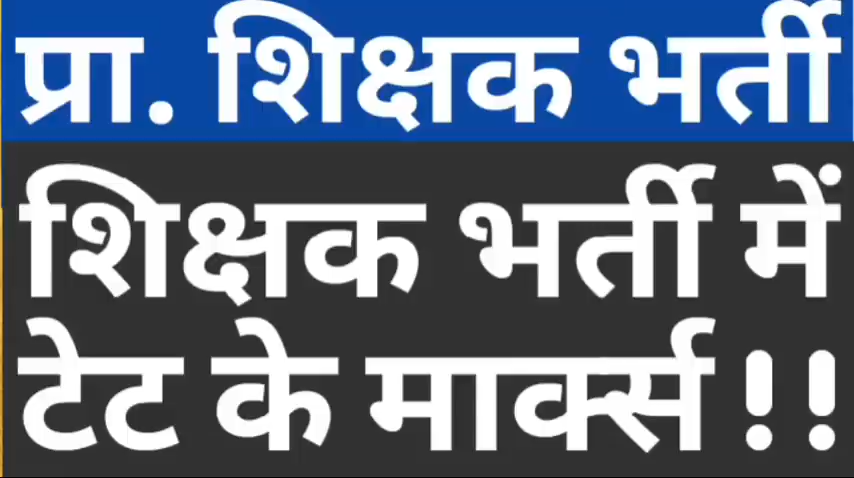 प्रा. शिक्षक भर्ती
शिक्षक भर्ती में
टेट के मार्क्स !!